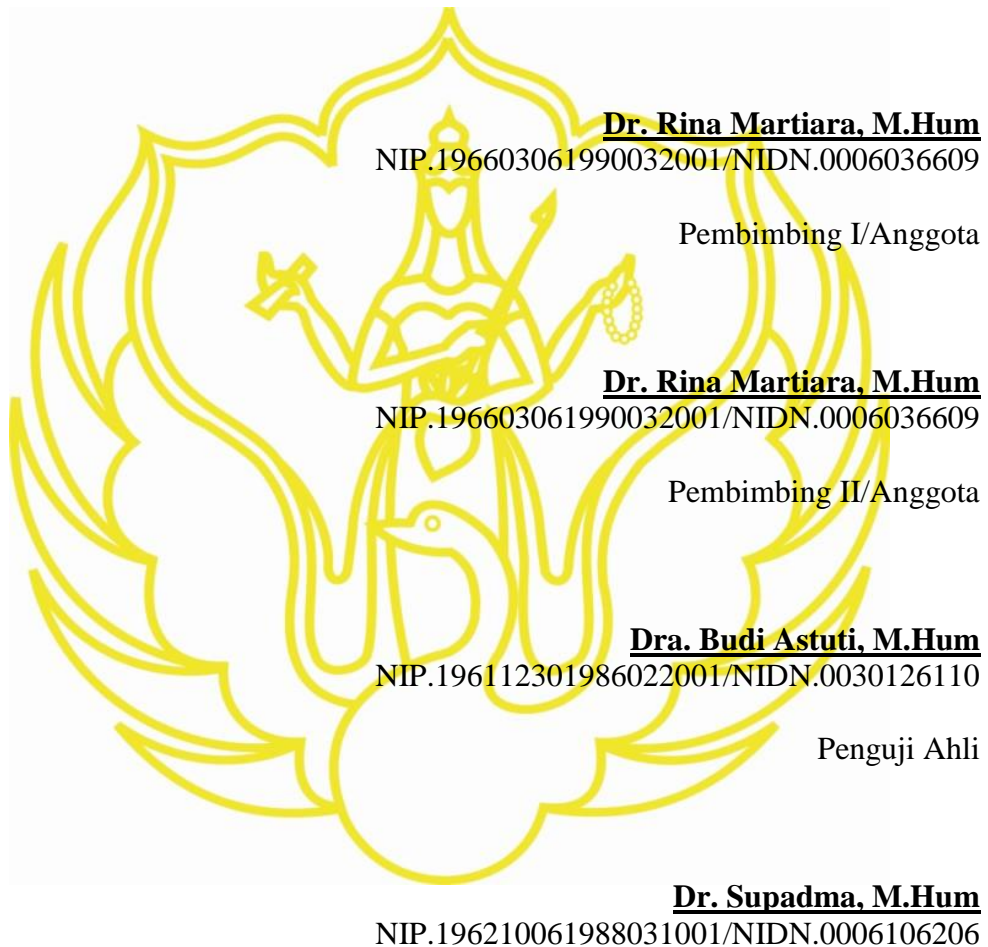 Dr. Rina Martiara, M.Hum
NIP.196603061990032001/NIDN.0006036609
Pembimbing I/Anggota
Dr. Rina Martiara, M.Hum
NIP.196603061990032001/NIDN.0006036609
Pembimbing II/Anggota
Dra. Budi Astuti, M.Hum
NIP.196112301986022001/NIDN.0030126110
Penguji Ahli
Dr. Supadma, M.Hum
NIP.196210061988031001/NIDN.0006106206